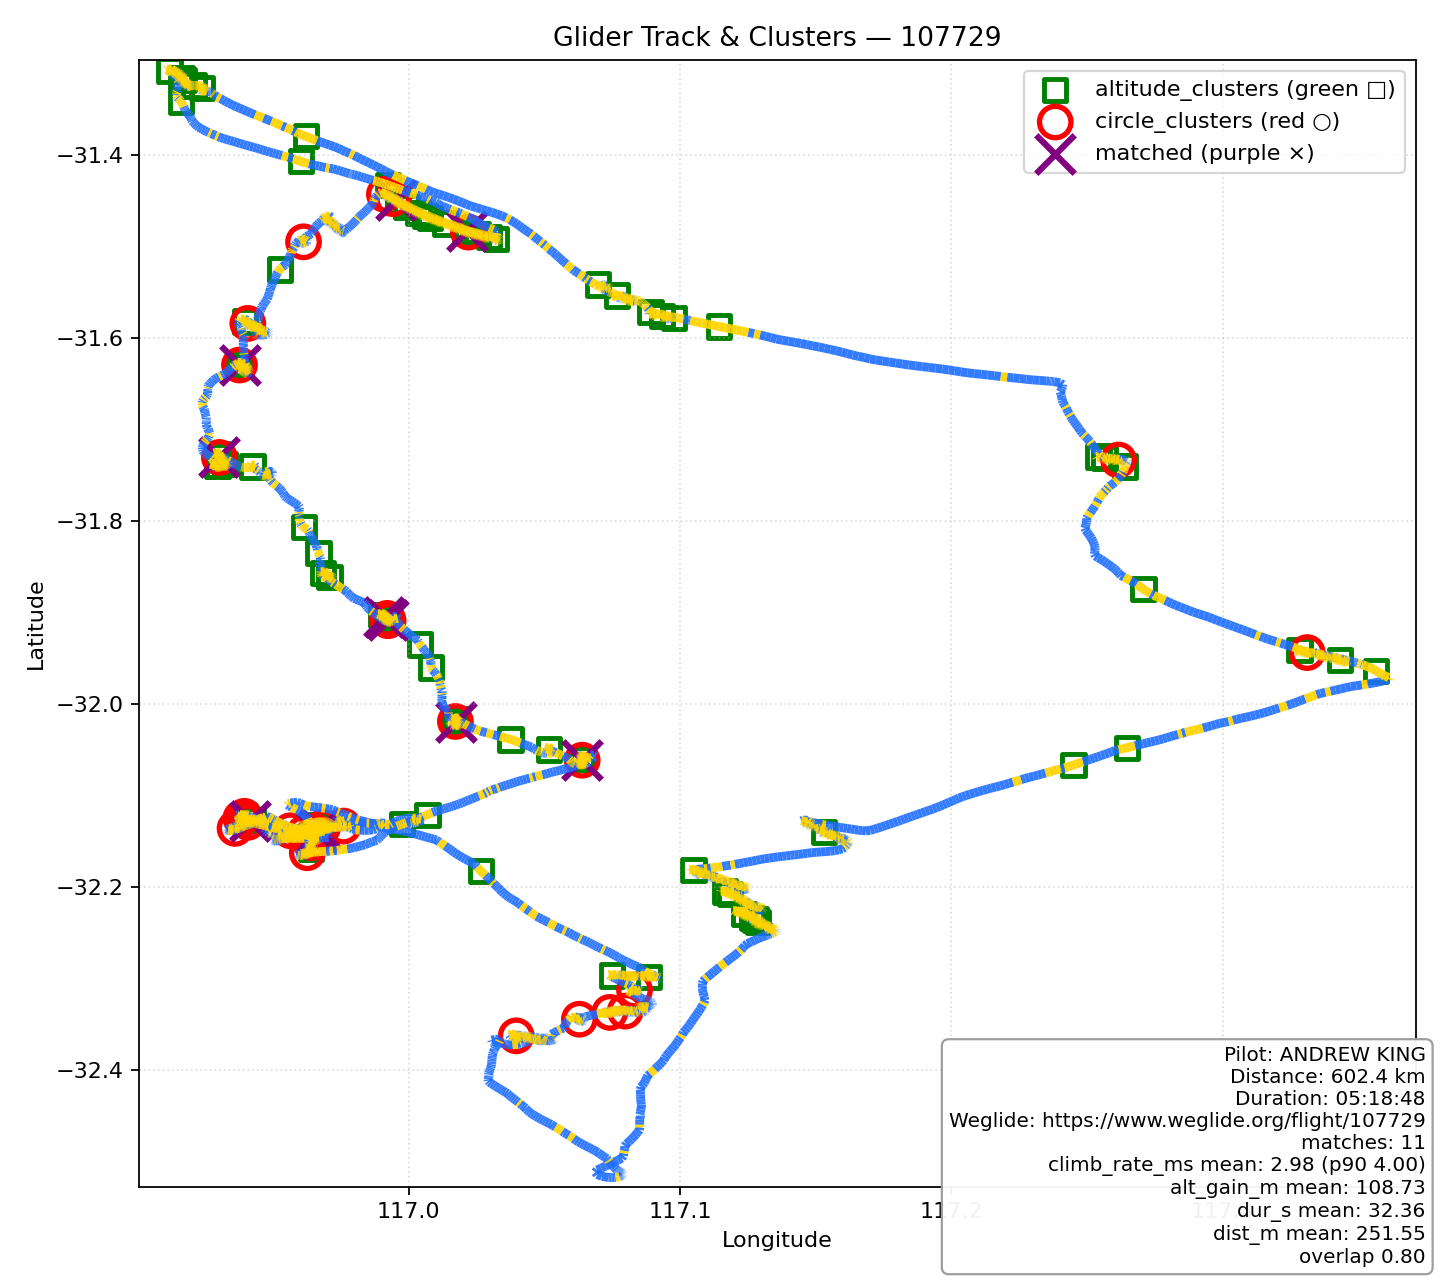 Glider Track & Clusters — 107729
altitude_clusters (green □)
circle_clusters (red ○)
matched (purple ×)
−31.4
−31.6
−31.8
−32.0
−32.2
−32.4
Latitude
117.0
117.1
117.2
Longitude
Pilot: ANDREW KING
Distance: 602.4 km
Duration: 05:18:48
Weglide: https://www.weglide.org/flight/107729
matches: 11
climb_rate_ms mean: 2.98 (p90 4.00)
alt_gain_m mean: 108.73
dur_s mean: 32.36
dist_m mean: 251.55
overlap 0.80